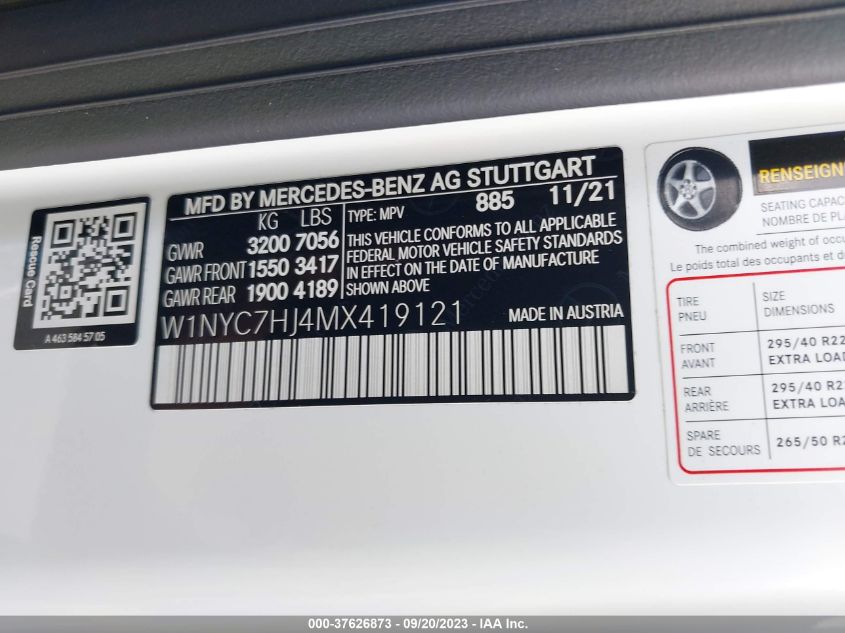 MFD BY MERCEDES-BENZ AG STUTTGART
KG LBS
GVWR 3200 7056
GAWR FRONT 1550 3417
GAWR REAR 1900 4189
TYPE: MPV 885 11/21
THIS VEHICLE CONFORMS TO ALL APPLICABLE
FEDERAL MOTOR VEHICLE SAFETY STANDARDS
IN EFFECT ON THE DATE OF MANUFACTURE
SHOWN ABOVE
W1NYC7HJ4MX419121 MADE IN AUSTRIA
Rescue Card
A 463 584 57 05
RENSEIGN
SEATING CAPAC
NOMBRE DE PL
The combined weight of occu
Le poids total des occupants et d
TIRE
PNEU
SIZE
DIMENSIONS
FRONT
AVANT
295/40 R22
EXTRA LOAD
REAR
ARRIÈRE
295/40 R2
EXTRA LOA
SPARE
DE SECOURS
265/50 R2
000-37626873 - 09/20/2023 - IAA Inc.